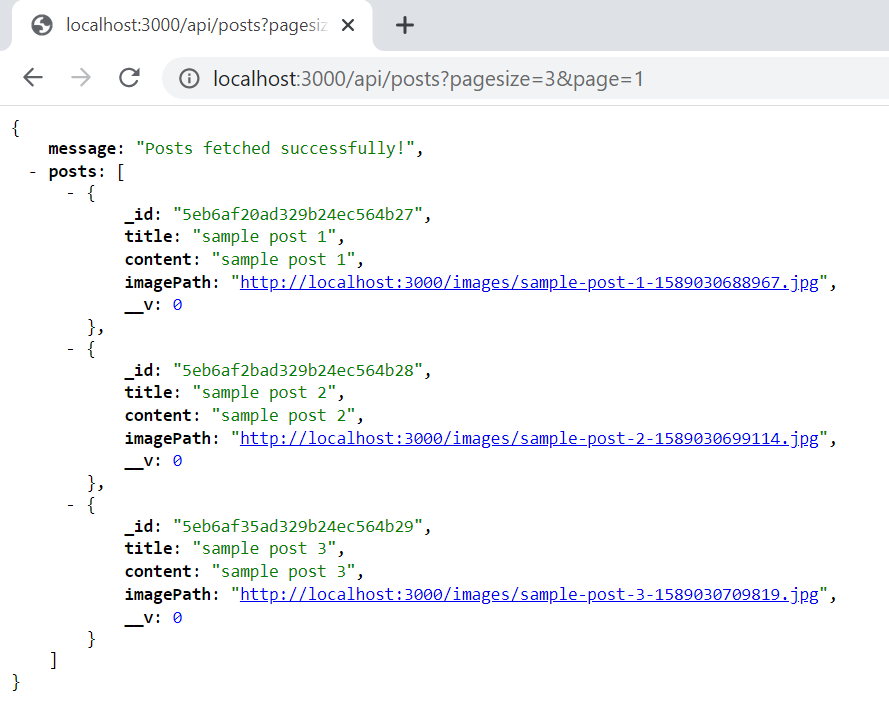 localhost:3000/api/posts?pagesiz
localhost:3000/api/posts?pagesize=3&page=1
{
message: "Posts fetched successfully!",
- posts: [
- {
_id: "5eb6af20ad329b24ec564b27",
title: "sample post 1",
content: "sample post 1",
imagePath: "http://localhost:3000/images/sample-post-1-1589030688967.jpg",
__v: 0
},
- {
_id: "5eb6af2bad329b24ec564b28",
title: "sample post 2",
content: "sample post 2",
imagePath: "http://localhost:3000/images/sample-post-2-1589030699114.jpg",
__v: 0
},
- {
_id: "5eb6af35ad329b24ec564b29",
title: "sample post 3",
content: "sample post 3",
imagePath: "http://localhost:3000/images/sample-post-3-1589030709819.jpg",
__v: 0
}
]
}